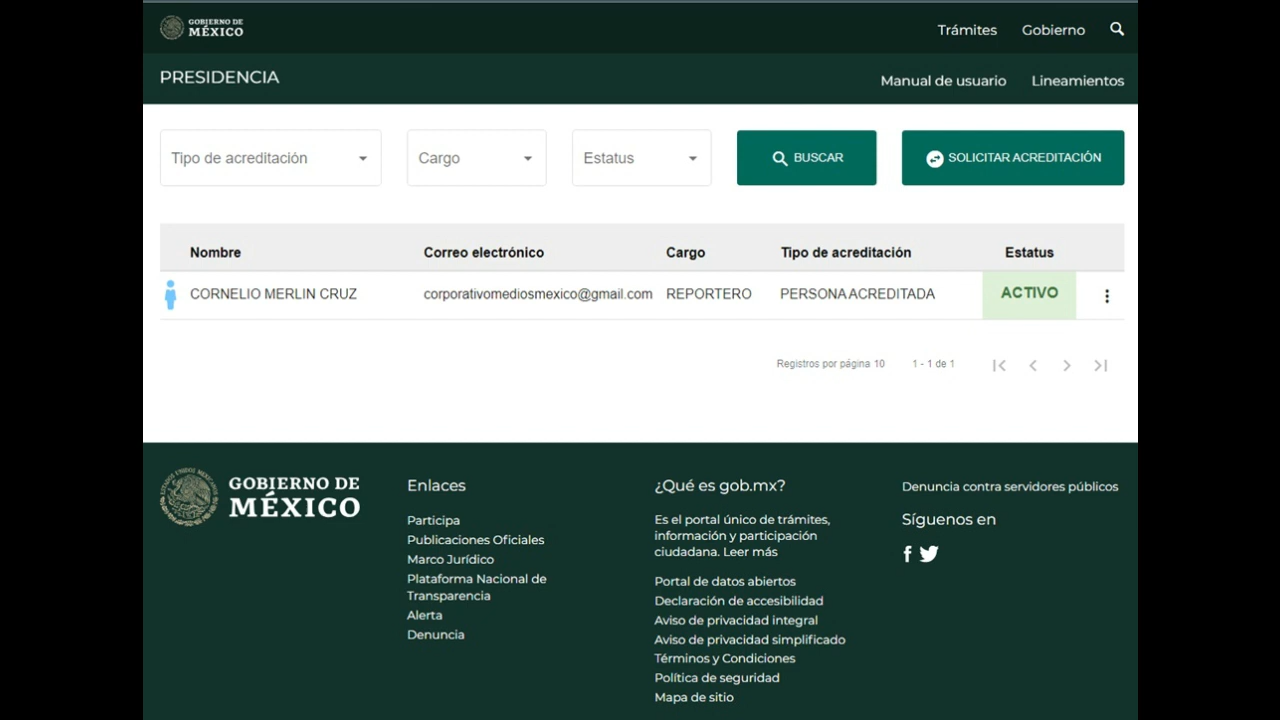 GOBIERNO DE
MÉXICO
Trámites
Gobierno
PRESIDENCIA
Manual de usuario
Lineamientos
Tipo de acreditación
Cargo
Estatus
BUSCAR
SOLICITAR ACREDITACIÓN
Nombre
Correo electrónico
Cargo
Tipo de acreditación
Estatus
CORNELIO MERLIN CRUZ
corporativomediosmexico@gmail.com
REPORTERO
PERSONA ACREDITADA
ACTIVO
Registros por página 10
1 - 1 de 1
ESTADOS UNIDOS MEXICANOS
GOBIERNO DE
MÉXICO
Enlaces
Participa
Publicaciones Oficiales
Marco Jurídico
Plataforma Nacional de
Transparencia
Alerta
Denuncia
¿Qué es gob.mx?
Es el portal único de trámites,
información y participación
ciudadana. Leer más
Portal de datos abiertos
Declaración de accesibilidad
Aviso de privacidad integral
Aviso de privacidad simplificado
Términos y Condiciones
Política de seguridad
Mapa de sitio
Denuncia contra servidores públicos
Síguenos en